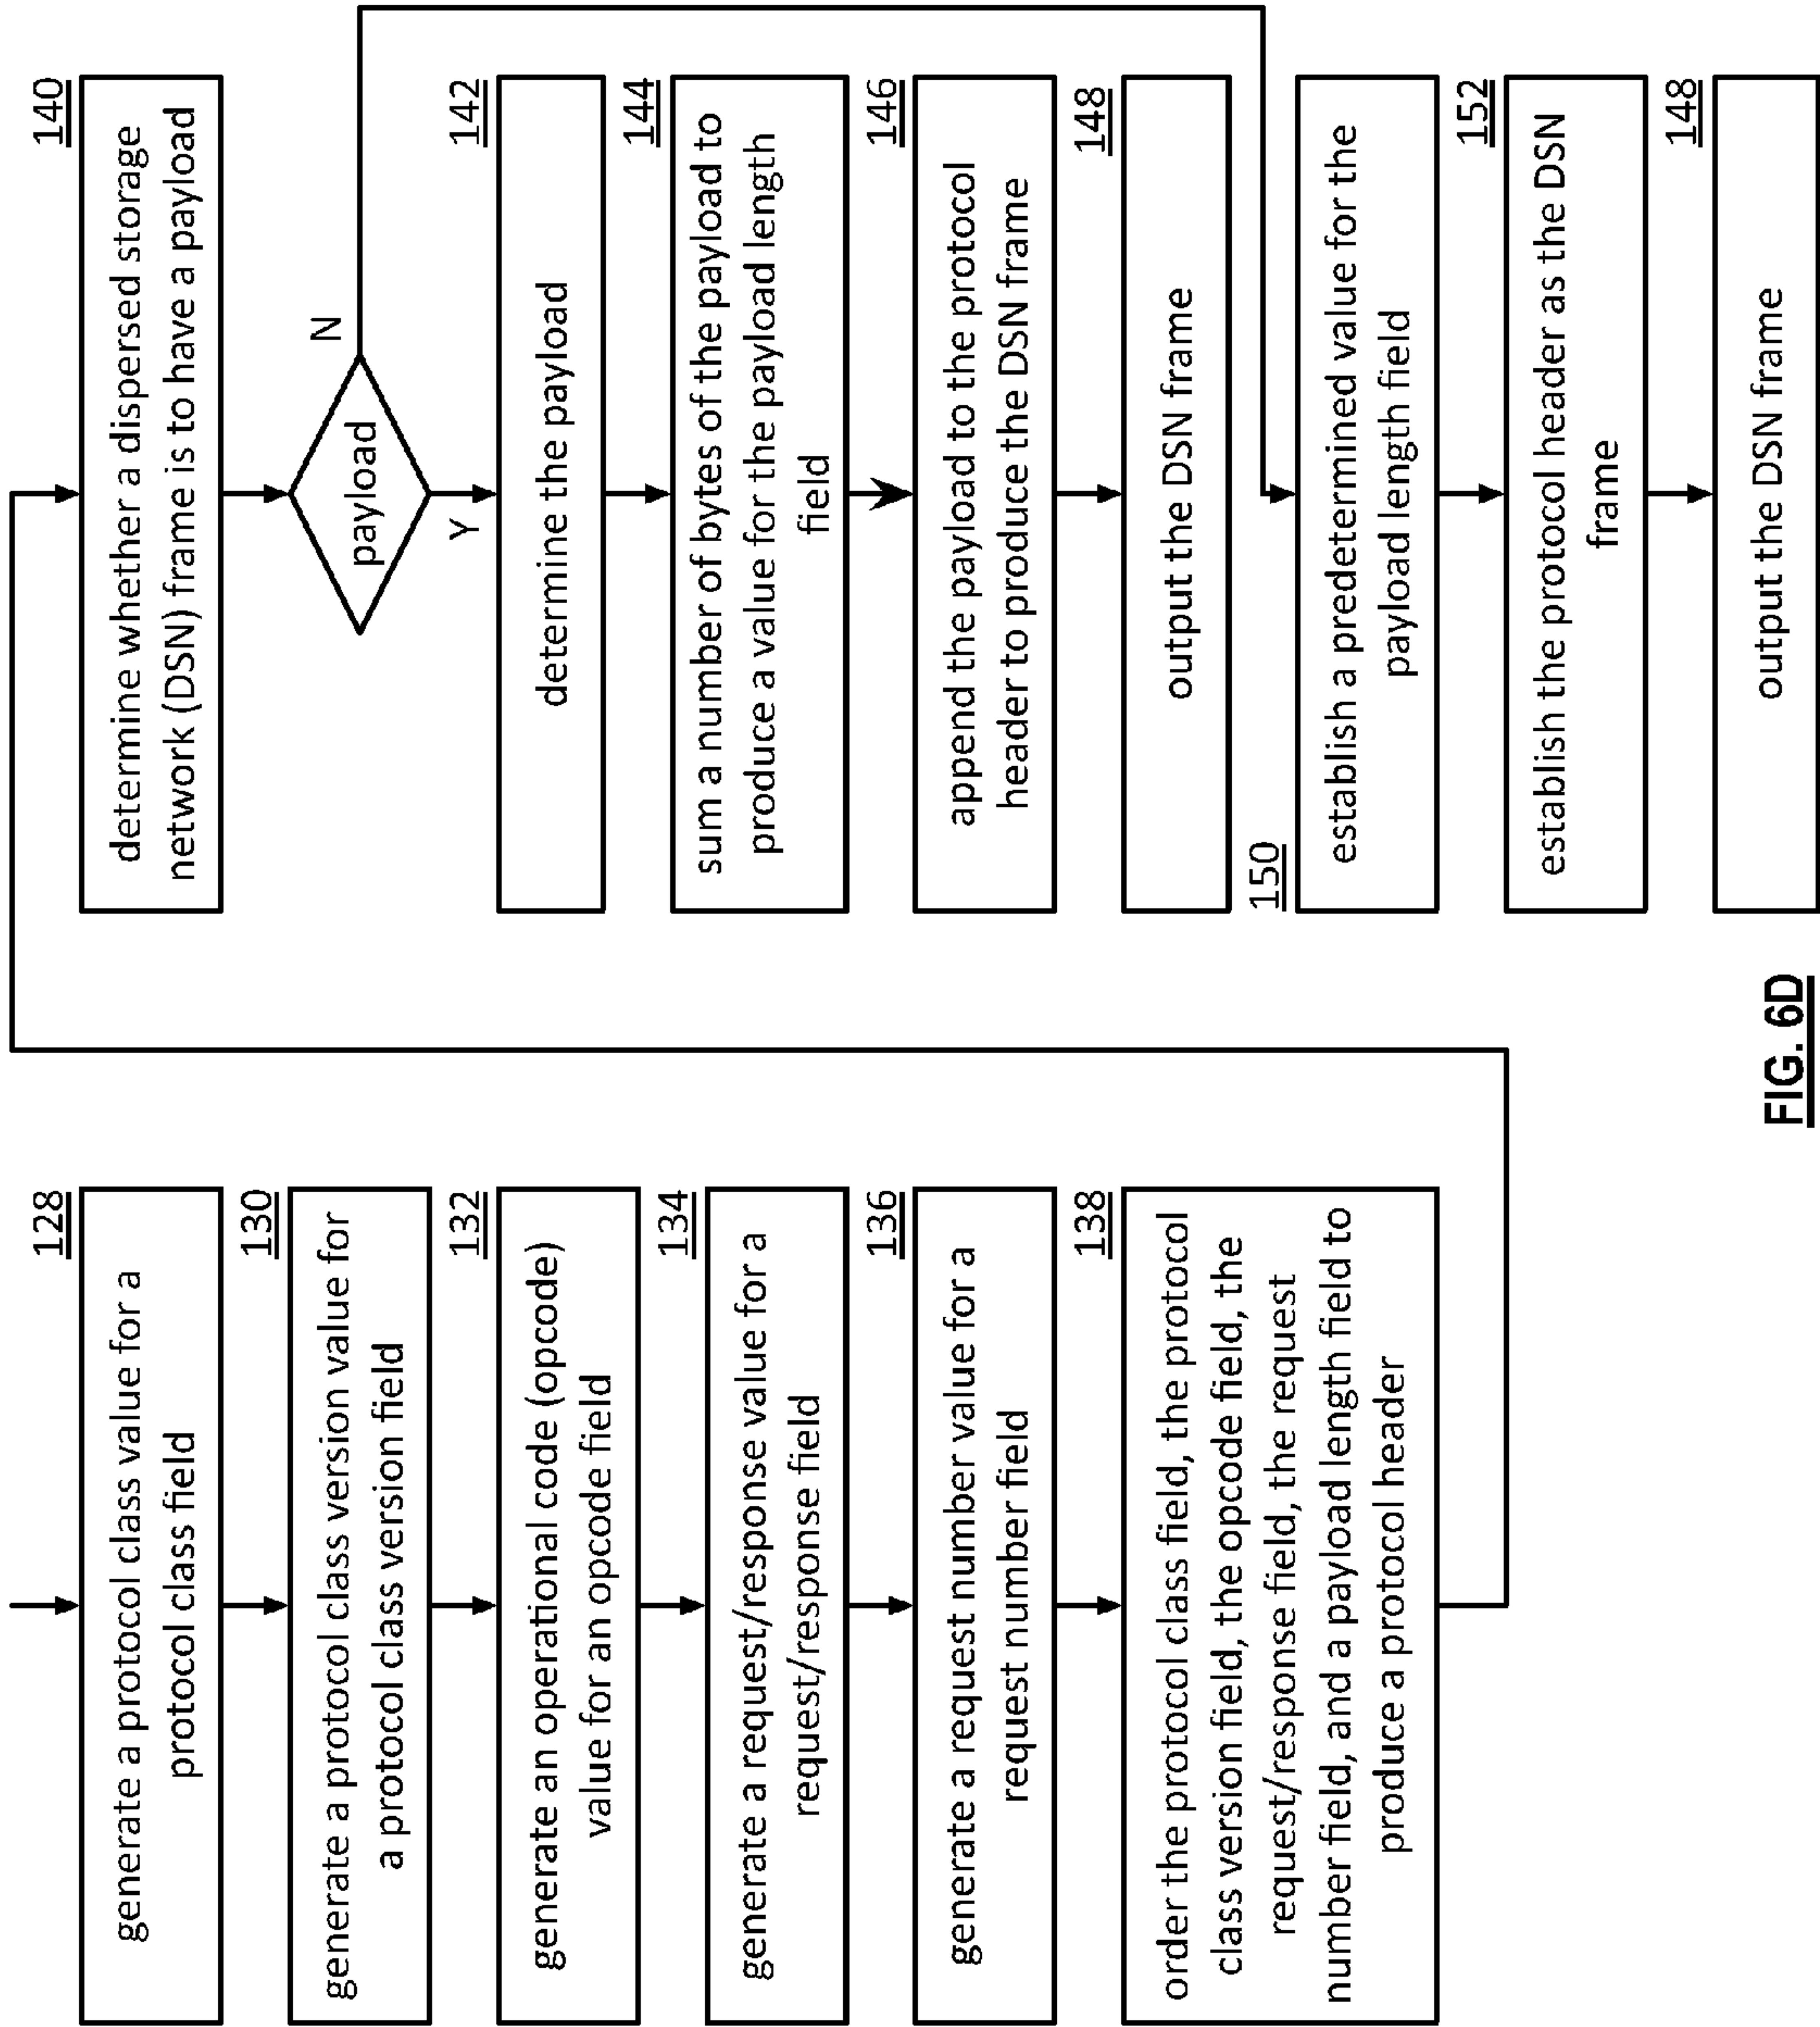 128
generate a protocol class value for a
protocol class field
130
generate a protocol class version value for
a protocol class version field
132
generate an operational code (opcode)
value for an opcode field
134
generate a request/response value for a
request/response field
136
generate a request number value for a
request number field
138
order the protocol class field, the protocol
class version field, the opcode field, the
request/response field, the request
number field, and a payload length field to
produce a protocol header
140
determine whether a dispersed storage
network (DSN) frame is to have a payload
payload
N
Y
142
determine the payload
144
sum a number of bytes of the payload to
produce a value for the payload length
field
146
append the payload to the protocol
header to produce the DSN frame
148
output the DSN frame
150
establish a predetermined value for the
payload length field
152
establish the protocol header as the DSN
frame
148
output the DSN frame
FIG. 6D